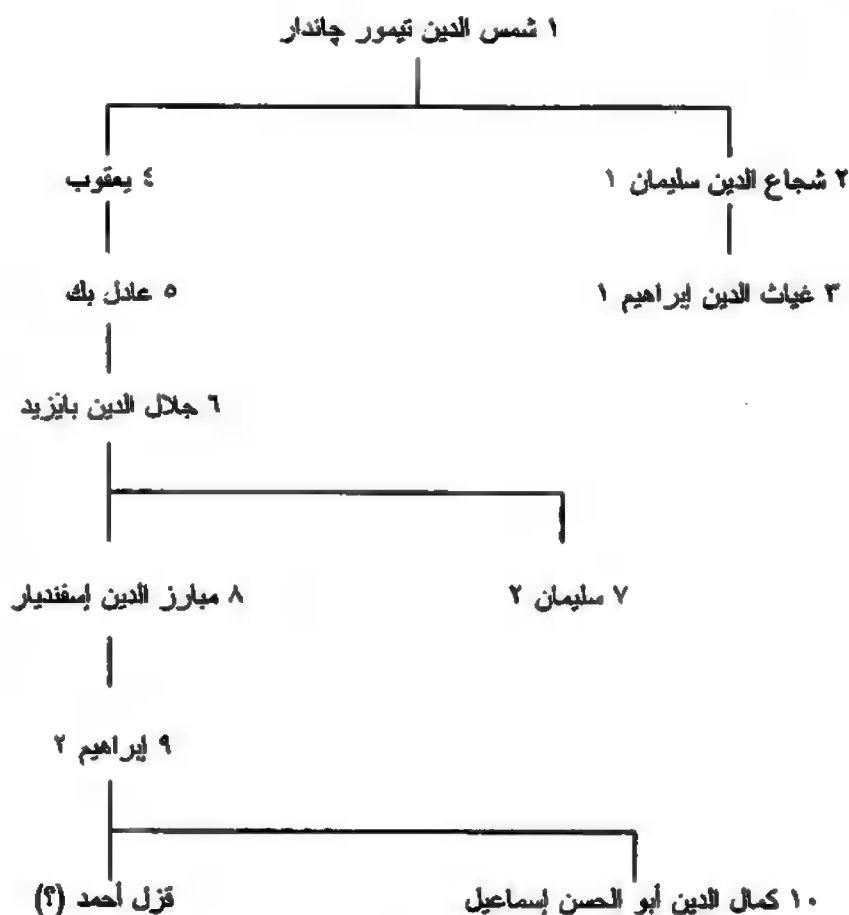 ١ شمس الدين تيمور چاندار
٢ شجاع الدين سليمان ١
٤ يعقوب
٣ غياث الدين إبراهيم ١
٥ عادل بك
٦ جلال الدين بايزيد
٧ سليمان ٢
٨ مبارز الدين إسفنديار
٩ إبراهيم ٢
١٠ كمال الدين أبو الحسن إسماعيل
قزل أحمد (؟)